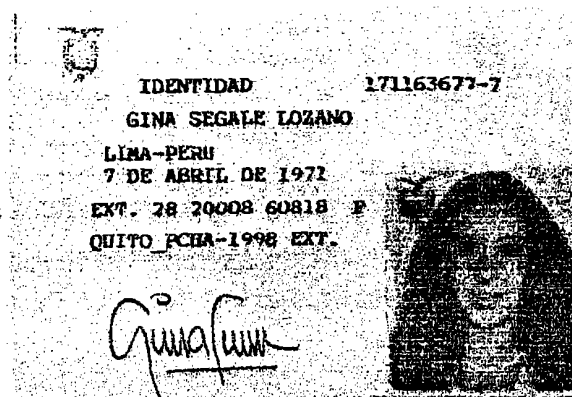 IDENTIDAD 171163677-7
GINA SEGALE LOZANO
LIMA-PERU
7 DE ABRIL DE 1971
EXT. 28 20008 60818 F
QUITO PCHA-1998 EXT.